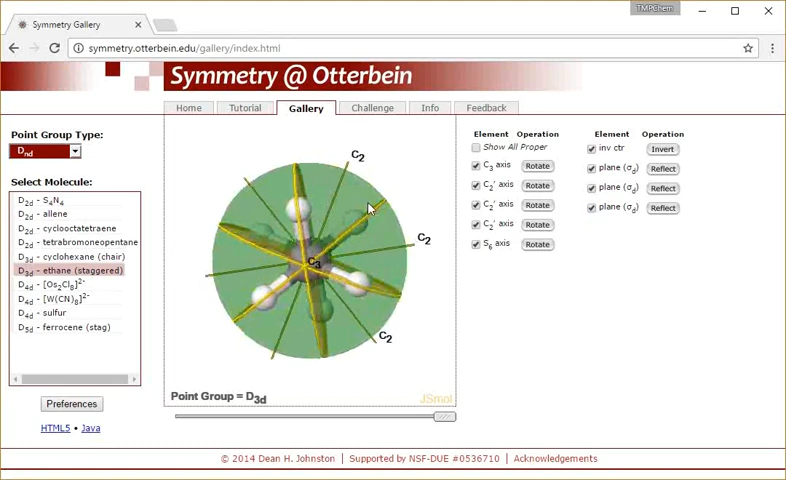 TMPChem
Symmetry Gallery
symmetry.otterbein.edu/gallery/index.html
Symmetry @ Otterbein
Home Tutorial Gallery Challenge Info Feedback
Point Group Type:
Dnd
Select Molecule:
D2d - S4N4
D2d - allene
D2d - cyclooctatetraene
D2d - tetrabromoneopentane
D3d - cyclohexane (chair)
D3d - ethane (staggered)
D4d - [Os2Cl8]2-
D4d - [W(CN)8]2-
D4d - sulfur
D5d - ferrocene (stag)
Preferences
HTML5 • Java
C2
C2
C3
C2
Point Group = D3d
JSmol
Element Operation
Show All Proper
C3 axis Rotate
C2' axis Rotate
C2' axis Rotate
C2' axis Rotate
S6 axis Rotate
Element Operation
inv ctr Invert
plane (σd) Reflect
plane (σd) Reflect
plane (σd) Reflect
© 2014 Dean H. Johnston | Supported by NSF-DUE #0536710 | Acknowledgements